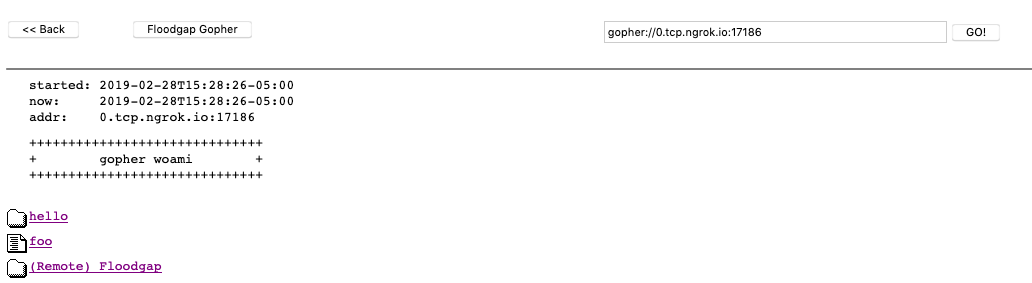 << Back Floodgap Gopher gopher://0.tcp.ngrok.io:17186 GO!
started: 2019-02-28T15:28:26-05:00
now: 2019-02-28T15:28:26-05:00
addr: 0.tcp.ngrok.io:17186
++++++++++++++++++++++++++++++
+ gopher woami +
++++++++++++++++++++++++++++++
hello
foo
(Remote) Floodgap